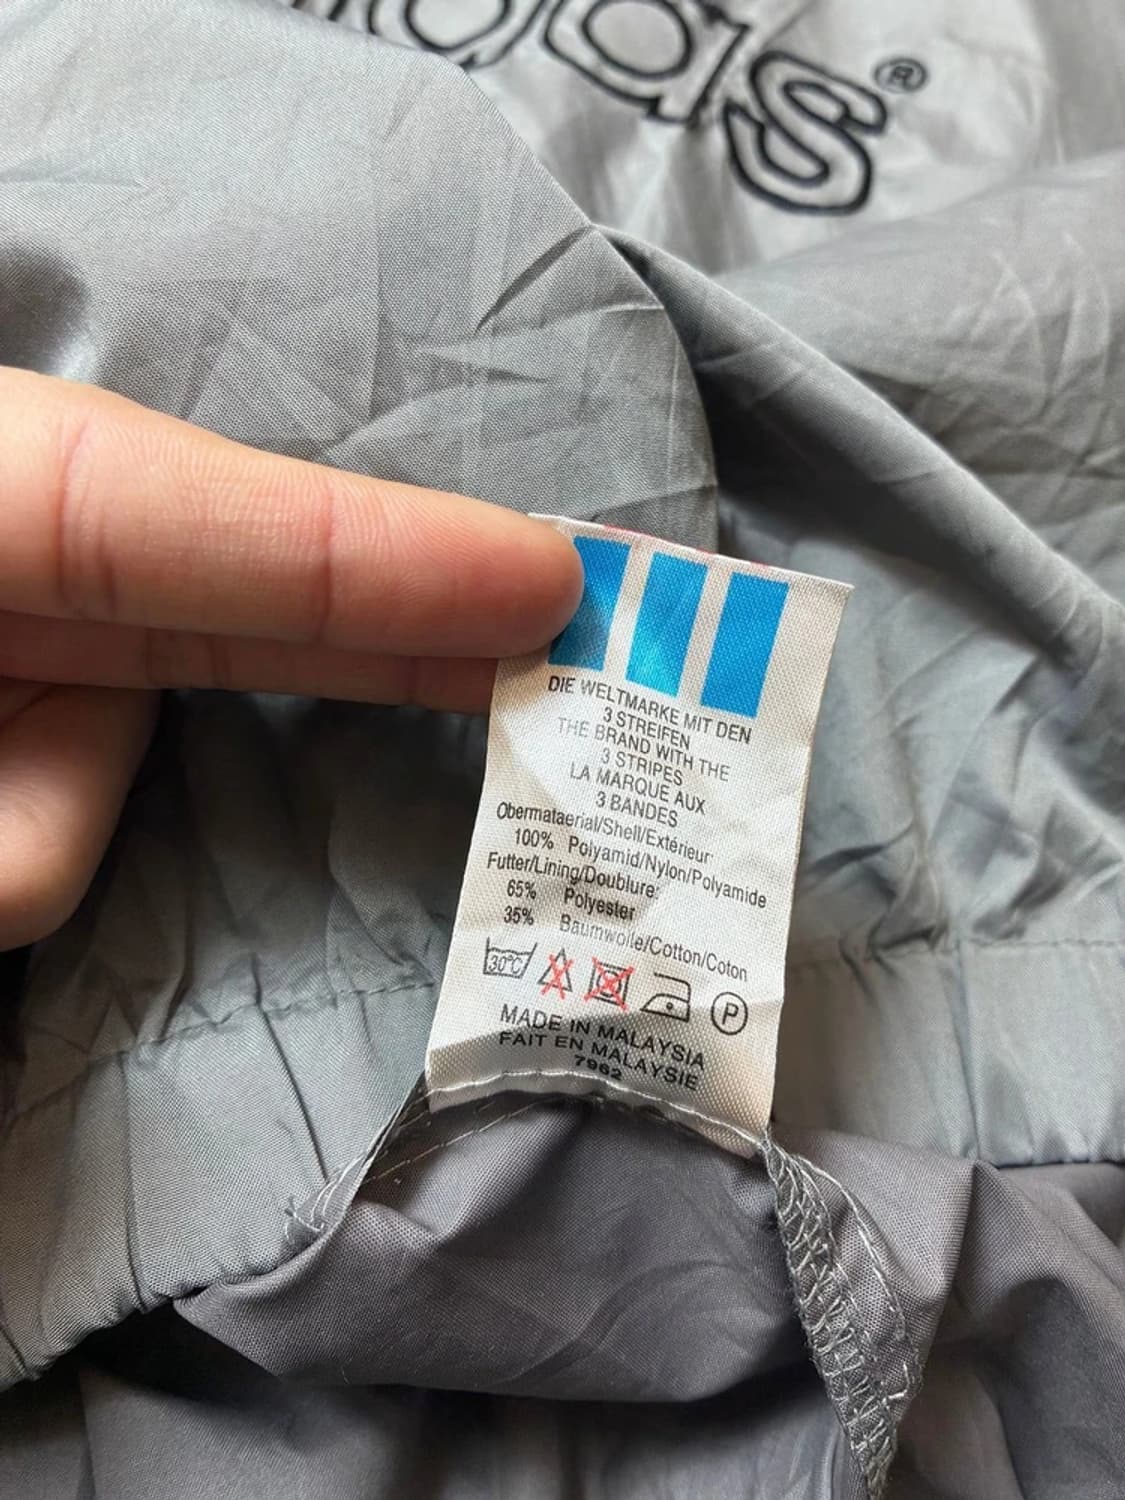 das®
DIE WELTMARKE MIT DEN
3 STREIFEN
THE BRAND WITH THE
3 STRIPES
LA MARQUE AUX
3 BANDES
Obermataerial/Shell/Extérieur:
100% Polyamid/Nylon/Polyamide
Futter/Lining/Doublure:
65% Polyester
35% Baumwolle/Cotton/Coton
30°C P
MADE IN MALAYSIA
FAIT EN MALAYSIE
7962